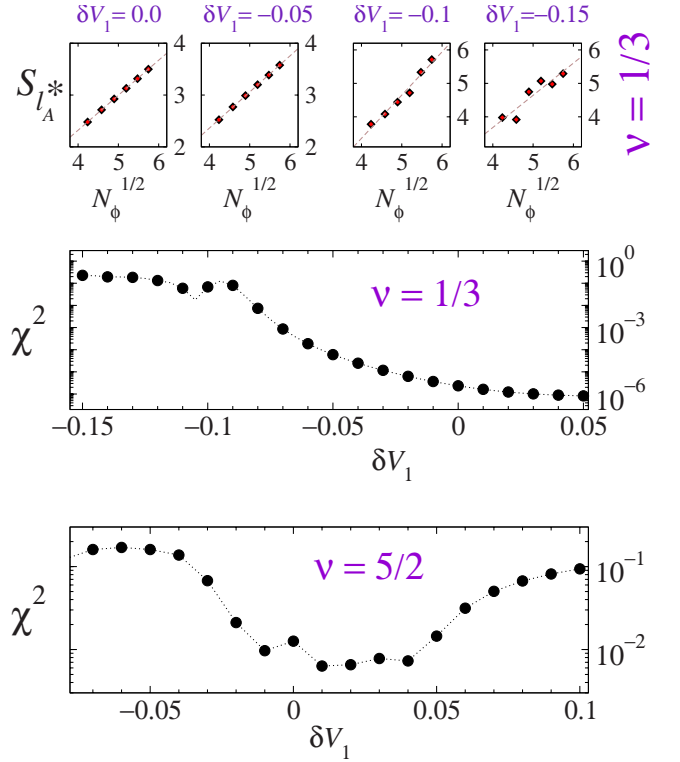 δV₁ = 0.0 δV₁ = −0.05 δV₁ = −0.1 δV₁=−0.15
4 4 6 6
3 3 5 5
2 2 4 4
S_{l_A^*}
ν = 1/3
4 5 6 4 5 6 4 5 6 4 5 6
N_ϕ^{1/2} N_ϕ^{1/2} N_ϕ^{1/2} N_ϕ^{1/2}
10⁰
ν = 1/3
χ²
10⁻³
10⁻⁶
−0.15 −0.1 −0.05 0 0.05
δV₁
ν = 5/2
10⁻¹
χ²
10⁻²
−0.05 0 0.05 0.1
δV₁